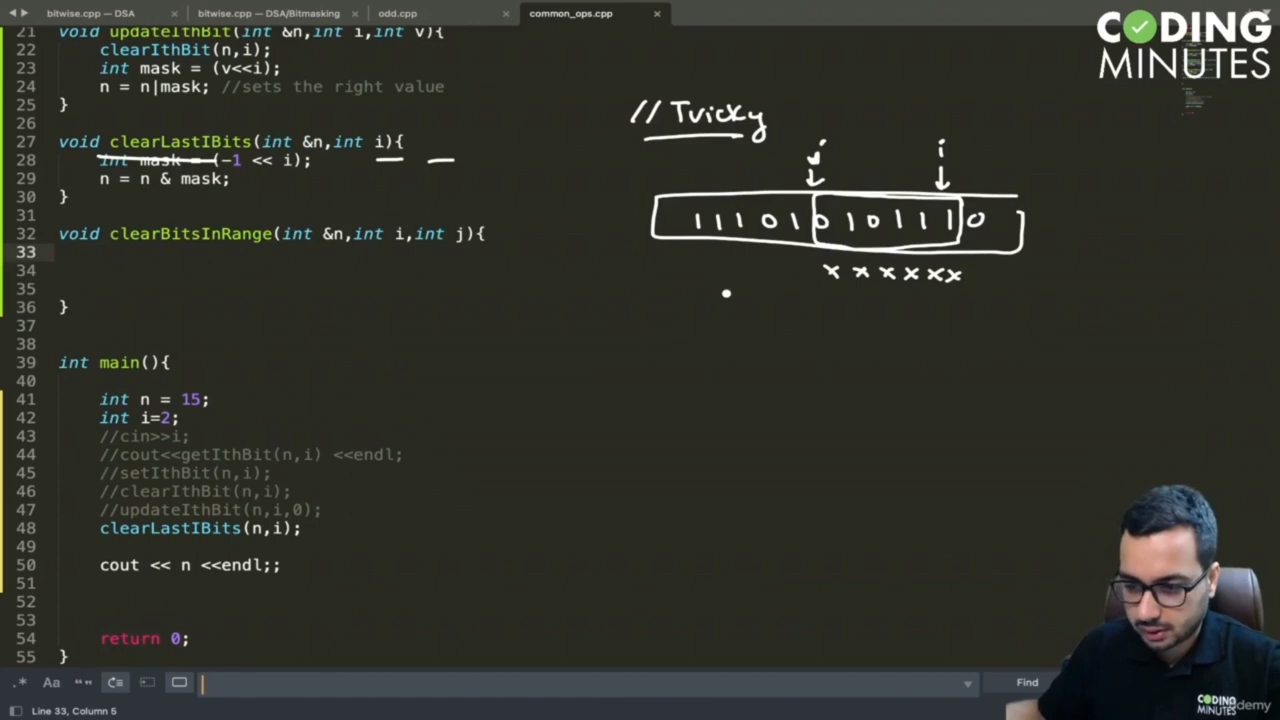 bitwise.cpp — DSA
bitwise.cpp — DSA/Bitmasking
odd.cpp
common_ops.cpp
CODING
MINUTES
21 void updateIthBit(int &n,int i,int v){
22 clearIthBit(n,i);
23 int mask = (v<<i);
24 n = n|mask; //sets the right value
25 }
26
27 void clearLastIBits(int &n,int i){
28 int mask = (-1 << i);
29 n = n & mask;
30 }
31
32 void clearBitsInRange(int &n,int i,int j){
33
34
35
36 }
37
38
39 int main(){
40
41 int n = 15;
42 int i=2;
43 //cin>>i;
44 //cout<<getIthBit(n,i) <<endl;
45 //setIthBit(n,i);
46 //clearIthBit(n,i);
47 //updateIthBit(n,i,0);
48 clearLastIBits(n,i);
49
50 cout << n <<endl;;
51
52
53
54 return 0;
55 }
// Tricky
j i
1 1 1 0 1 0 1 0 1 1 1 0
x x x x x x
.* Aa “” Find
Line 33, Column 5
CODING
MINUTES
udemy